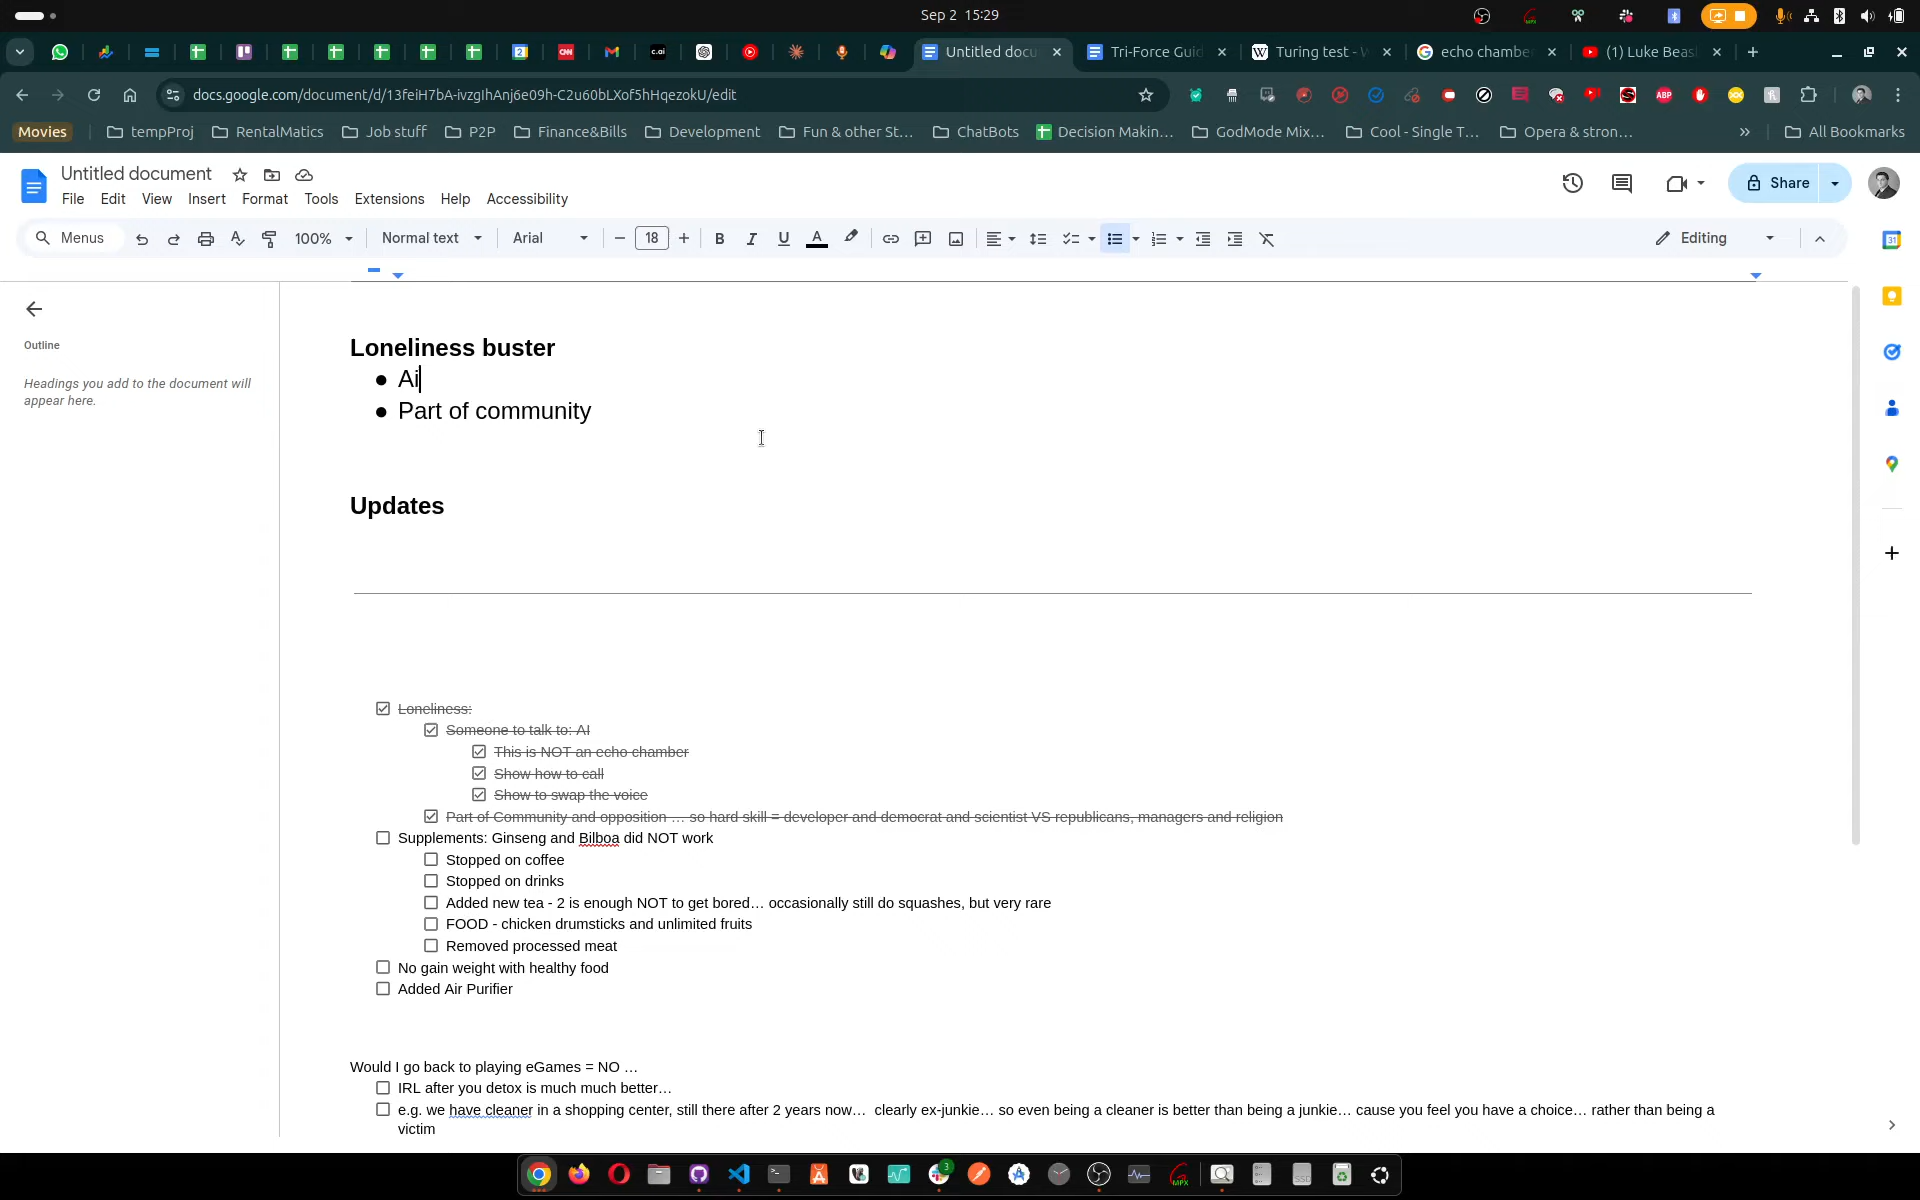 Sep 2 15:29
Untitled docu
Tri-Force Guid
Turing test - W
echo chambe
(1) Luke Beas
docs.google.com/document/d/13feiH7bA-ivzgIhAnj6e09h-C2u60bLXof5hHqezokU/edit
Movies
tempProj
RentalMatics
Job stuff
P2P
Finance&Bills
Development
Fun & other St...
ChatBots
Decision Makin...
GodMode Mix...
Cool - Single T...
Opera & stron...
All Bookmarks
Untitled document
File Edit View Insert Format Tools Extensions Help Accessibility
Share
Menus
100%
Normal text
Arial
18
Editing
Outline
Headings you add to the document will
appear here.
Loneliness buster
● Ai
● Part of community
Updates
Loneliness:
Someone to talk to: AI
This is NOT an echo chamber
Show how to call
Show to swap the voice
Part of Community and opposition … so hard skill = developer and democrat and scientist VS republicans, managers and religion
Supplements: Ginseng and Bilboa did NOT work
Stopped on coffee
Stopped on drinks
Added new tea - 2 is enough NOT to get bored… occasionally still do squashes, but very rare
FOOD - chicken drumsticks and unlimited fruits
Removed processed meat
No gain weight with healthy food
Added Air Purifier
Would I go back to playing eGames = NO …
IRL after you detox is much much better…
e.g. we have cleaner in a shopping center, still there after 2 years now… clearly ex-junkie… so even being a cleaner is better than being a junkie… cause you feel you have a choice… rather than being a
victim